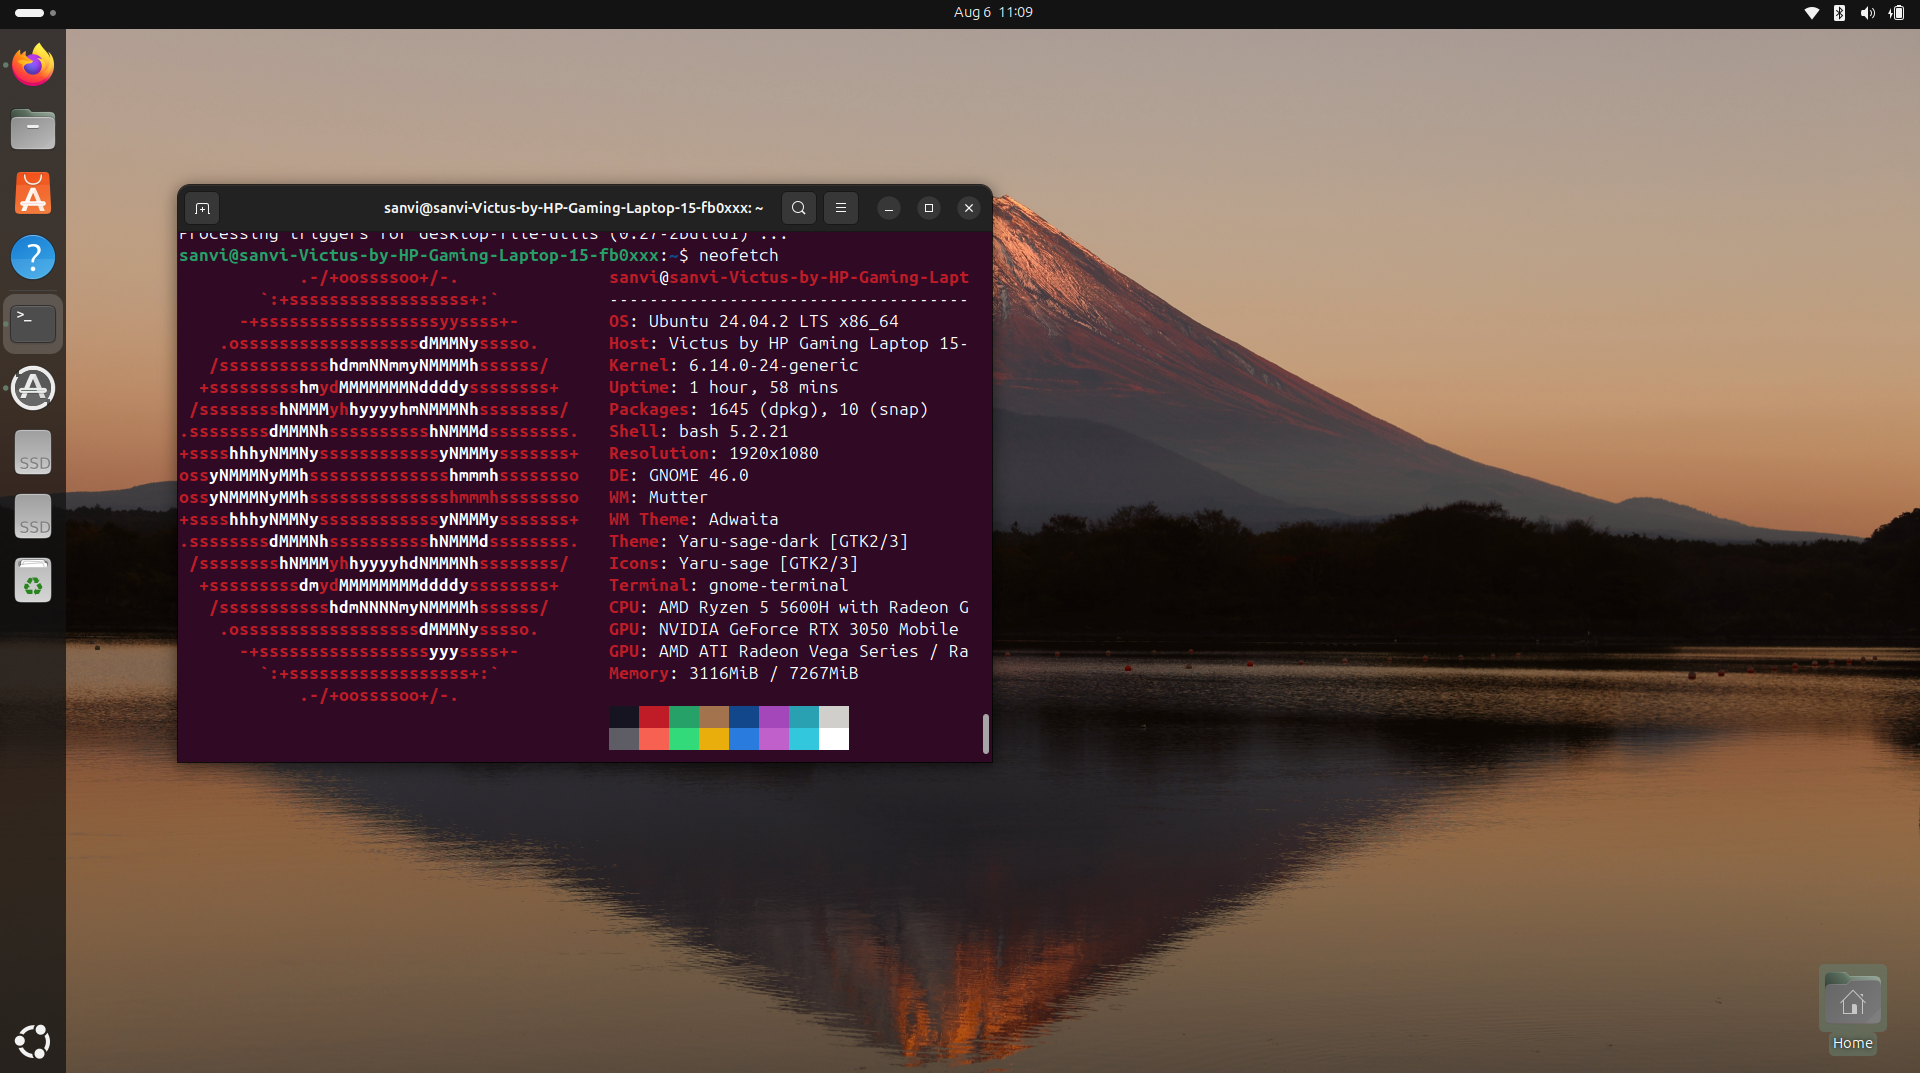 Aug 6 11:09
sanvi@sanvi-Victus-by-HP-Gaming-Laptop-15-fb0xxx: ~
Processing triggers for desktop-file-utils (0.27-2build1) ...
sanvi@sanvi-Victus-by-HP-Gaming-Laptop-15-fb0xxx:~$ neofetch
.-/+oossssoo+/-. sanvi@sanvi-Victus-by-HP-Gaming-Lapt
`:+ssssssssssssssssss+:` ------------------------------------
-+ssssssssssssssssssyyssss+- OS: Ubuntu 24.04.2 LTS x86_64
.ossssssssssssssssssdMMMNysssso. Host: Victus by HP Gaming Laptop 15-
/ssssssssssshdmmNNmmyNMMMMhssssss/ Kernel: 6.14.0-24-generic
+ssssssssshmydMMMMMMMNddddyssssssss+ Uptime: 1 hour, 58 mins
/sssssssshNMMMyhhyyyyhmNMMMNhssssssss/ Packages: 1645 (dpkg), 10 (snap)
.ssssssssdMMMNhsssssssssshNMMMdssssssss. Shell: bash 5.2.21
+sssshhhyNMMNyssssssssssssyNMMMysssssss+ Resolution: 1920x1080
ossyNMMMNyMMhsssssssssssssshmmmhssssssso DE: GNOME 46.0
ossyNMMMNyMMhsssssssssssssshmmmhssssssso WM: Mutter
+sssshhhyNMMNyssssssssssssyNMMMysssssss+ WM Theme: Adwaita
.ssssssssdMMMNhsssssssssshNMMMdssssssss. Theme: Yaru-sage-dark [GTK2/3]
/sssssssshNMMMyhhyyyyhdNMMMNhssssssss/ Icons: Yaru-sage [GTK2/3]
+sssssssssdmydMMMMMMMMddddyssssssss+ Terminal: gnome-terminal
/ssssssssssshdmNNNNmyNMMMMhssssss/ CPU: AMD Ryzen 5 5600H with Radeon G
.ossssssssssssssssssdMMMNysssso. GPU: NVIDIA GeForce RTX 3050 Mobile
-+sssssssssssssssssyyyssss+- GPU: AMD ATI Radeon Vega Series / Ra
`:+ssssssssssssssssss+:` Memory: 3116MiB / 7267MiB
.-/+oossssoo+/-.
SSD
SSD
Home